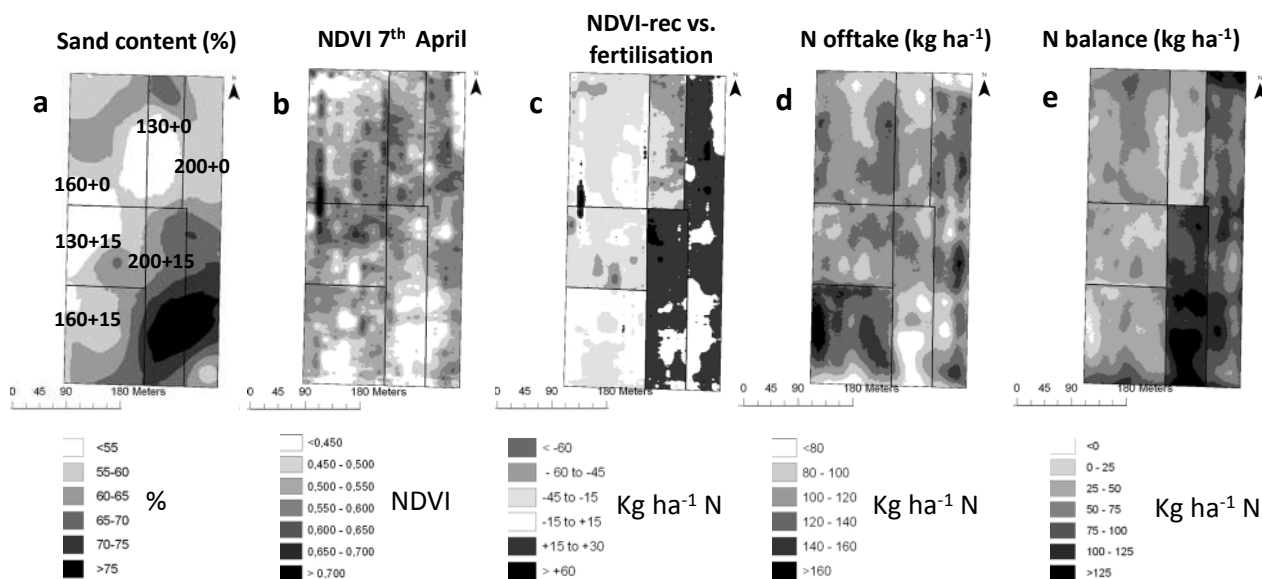 Sand content (%)
NDVI 7th April
NDVI-rec vs. fertilisation
N offtake (kg ha-1)
N balance (kg ha-1)
a
130+0
200+0
160+0
130+15
200+15
160+15
b
c
N
d
N
e
N
0 45 90 180 Meters
0 45 90 180 Meters
0 45 90 180 Meters
0 45 90 180 Meters
0 45 90 180 Meters
<55
55-60
60-65
65-70
70-75
>75
%
<0,450
0,450 - 0,500
0,500 - 0,550
0,550 - 0,600
0,600 - 0,650
0,650 - 0,700
> 0,700
NDVI
< -60
- 60 to -45
-45 to -15
-15 to +15
+15 to +30
> +60
Kg ha-1 N
<80
80 - 100
100 - 120
120 - 140
140 - 160
>160
Kg ha-1 N
<0
0 - 25
25 - 50
50 - 75
75 - 100
100 - 125
>125
Kg ha-1 N